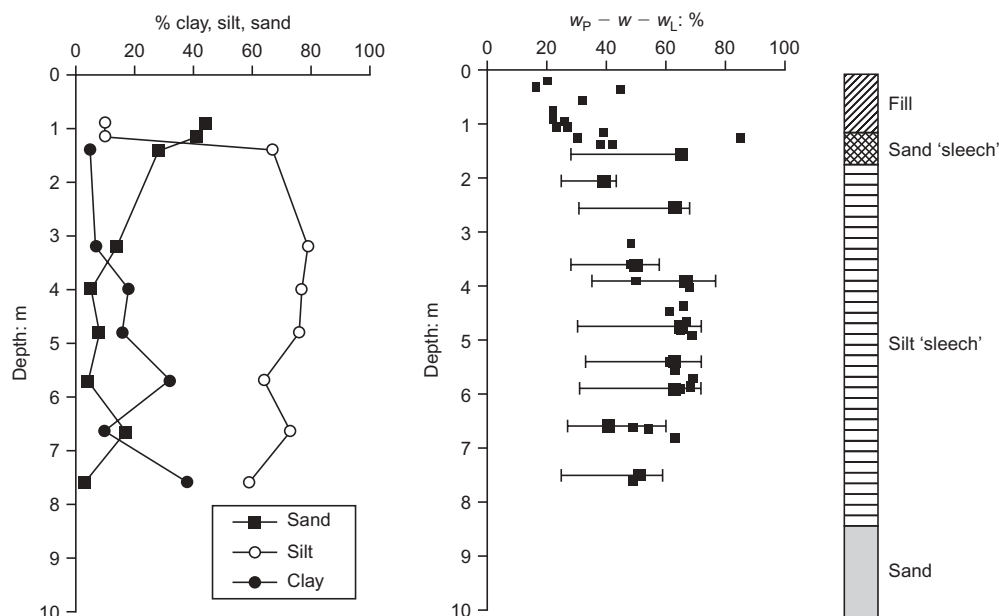 % clay, silt, sand
0 20 40 60 80 100
0
1
2
3
4
5
6
7
8
9
10
Depth: m
Sand
Silt
Clay
wP − w − wL: %
0 20 40 60 80 100
0
1
2
3
4
5
6
7
8
9
10
Depth: m
Fill
Sand ‘sleech’
Silt ‘sleech’
Sand